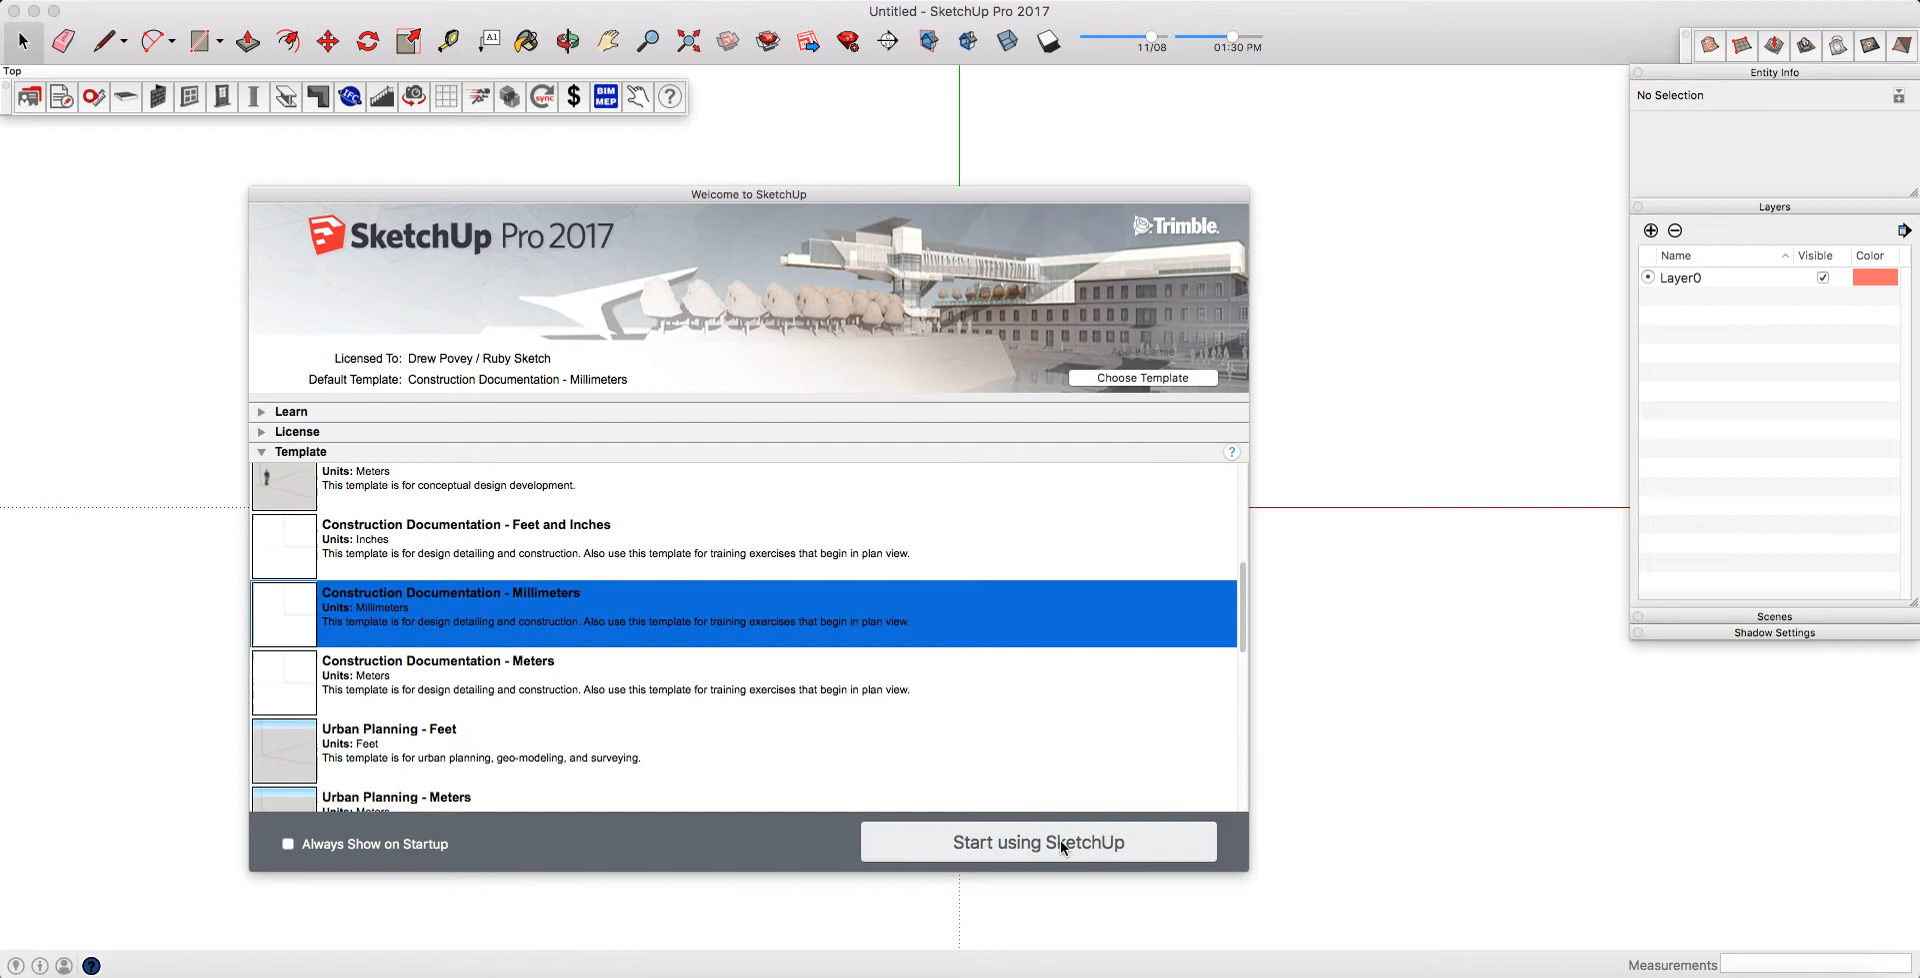 Untitled - SketchUp Pro 2017
A1
11/08
01:30 PM
Top
IFC
sync
$
BIM
MEP
?
Entity Info
No Selection
Layers
Name
Visible
Color
Layer0
Scenes
Shadow Settings
Welcome to SketchUp
SketchUp Pro 2017
Trimble.
Licensed To: Drew Povey / Ruby Sketch
Add License
Default Template: Construction Documentation - Millimeters
Choose Template
Learn
License
Template
?
Units: Meters
This template is for conceptual design development.
Construction Documentation - Feet and Inches
Units: Inches
This template is for design detailing and construction. Also use this template for training exercises that begin in plan view.
Construction Documentation - Millimeters
Units: Millimeters
This template is for design detailing and construction. Also use this template for training exercises that begin in plan view.
Construction Documentation - Meters
Units: Meters
This template is for design detailing and construction. Also use this template for training exercises that begin in plan view.
Urban Planning - Feet
Units: Feet
This template is for urban planning, geo-modeling, and surveying.
Urban Planning - Meters
Units: Meters
Always Show on Startup
Start using SketchUp
?
Measurements